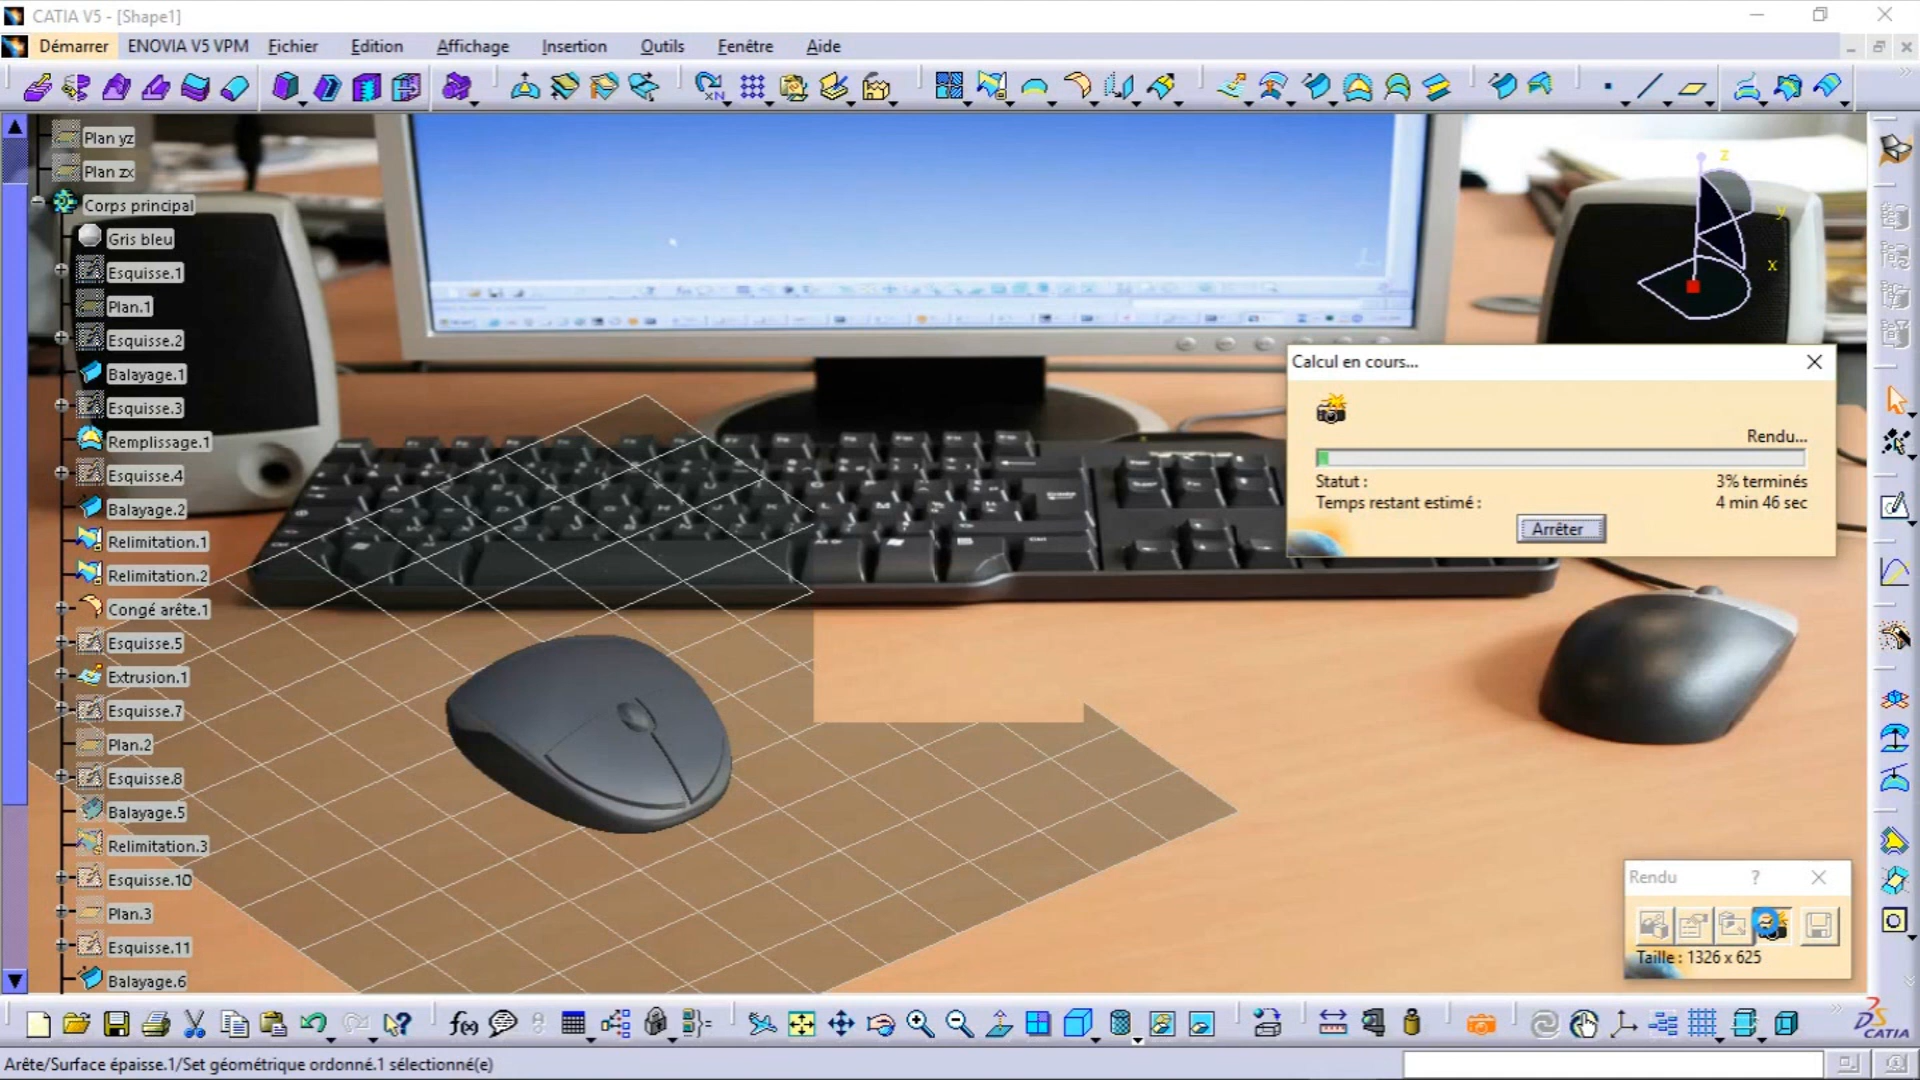 CATIA V5 - [Shape1]
Démarrer ENOVIA V5 VPM Fichier Edition Affichage Insertion Outils Fenêtre Aide
Plan yz
Plan zx
Corps principal
Gris bleu
Esquisse.1
Plan.1
Esquisse.2
Balayage.1
Esquisse.3
Remplissage.1
Esquisse.4
Balayage.2
Relimitation.1
Relimitation.2
Congé arête.1
Esquisse.5
Extrusion.1
Esquisse.7
Plan.2
Esquisse.8
Balayage.5
Relimitation.3
Esquisse.10
Plan.3
Esquisse.11
Balayage.6
z
y
x
Calcul en cours...
Rendu...
Statut : 3% terminés
Temps restant estimé : 4 min 46 sec
Arrêter
Rendu ?
Taille : 1326 x 625
f(x)
CATIA
Arête/Surface épaisse.1/Set géométrique ordonné.1 sélectionné(e)